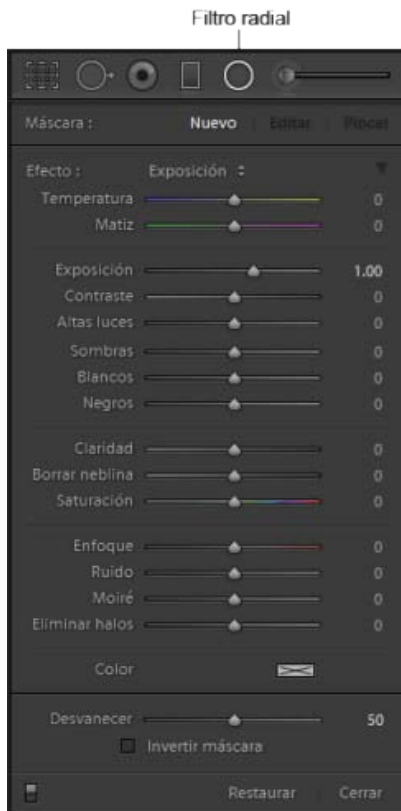 Filtro radial
Máscara : Nuevo Editar Pincel
Efecto : Exposición
Temperatura 0
Matiz 0
Exposición 1.00
Contraste 0
Altas luces 0
Sombras 0
Blancos 0
Negros 0
Claridad 0
Borrar neblina 0
Saturación 0
Enfoque 0
Ruido 0
Moiré 0
Eliminar halos 0
Color
Desvanecer 50
Invertir máscara
Restaurar Cerrar